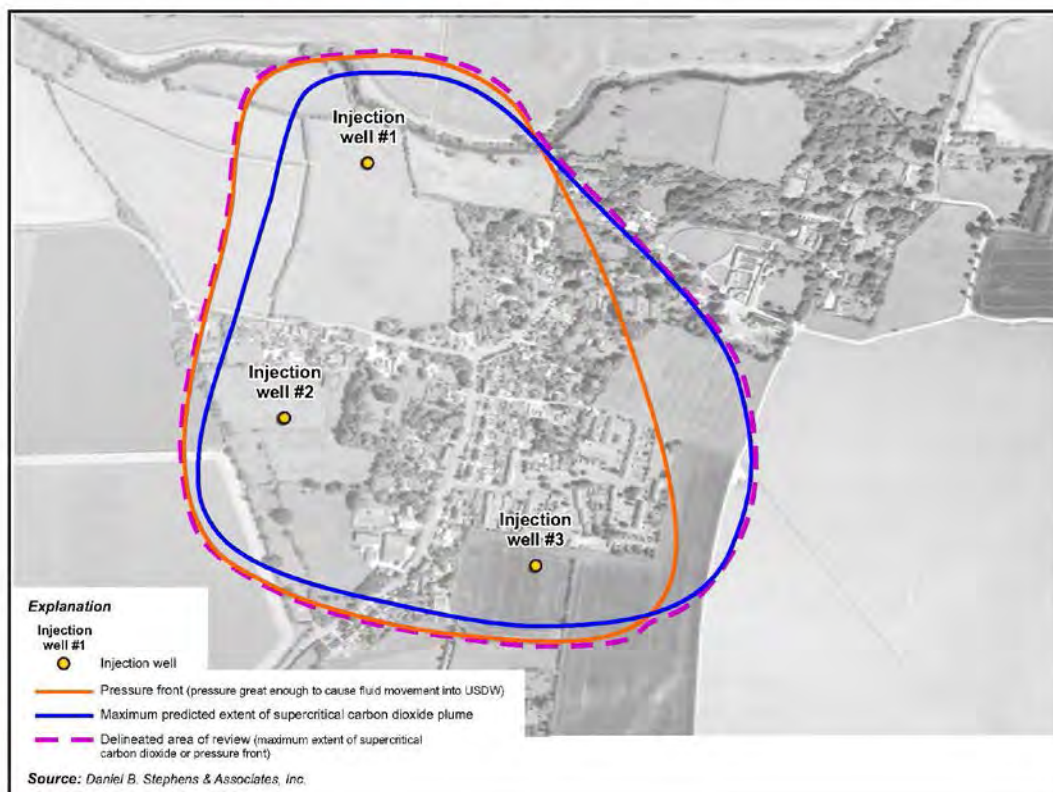 Injection
well #1
Injection
well #2
Injection
well #3
Explanation
Injection
well #1
Injection well
Pressure front (pressure great enough to cause fluid movement into USDW)
Maximum predicted extent of supercritical carbon dioxide plume
Delineated area of review (maximum extent of supercritical
carbon dioxide or pressure front)
Source: Daniel B. Stephens & Associates, Inc.